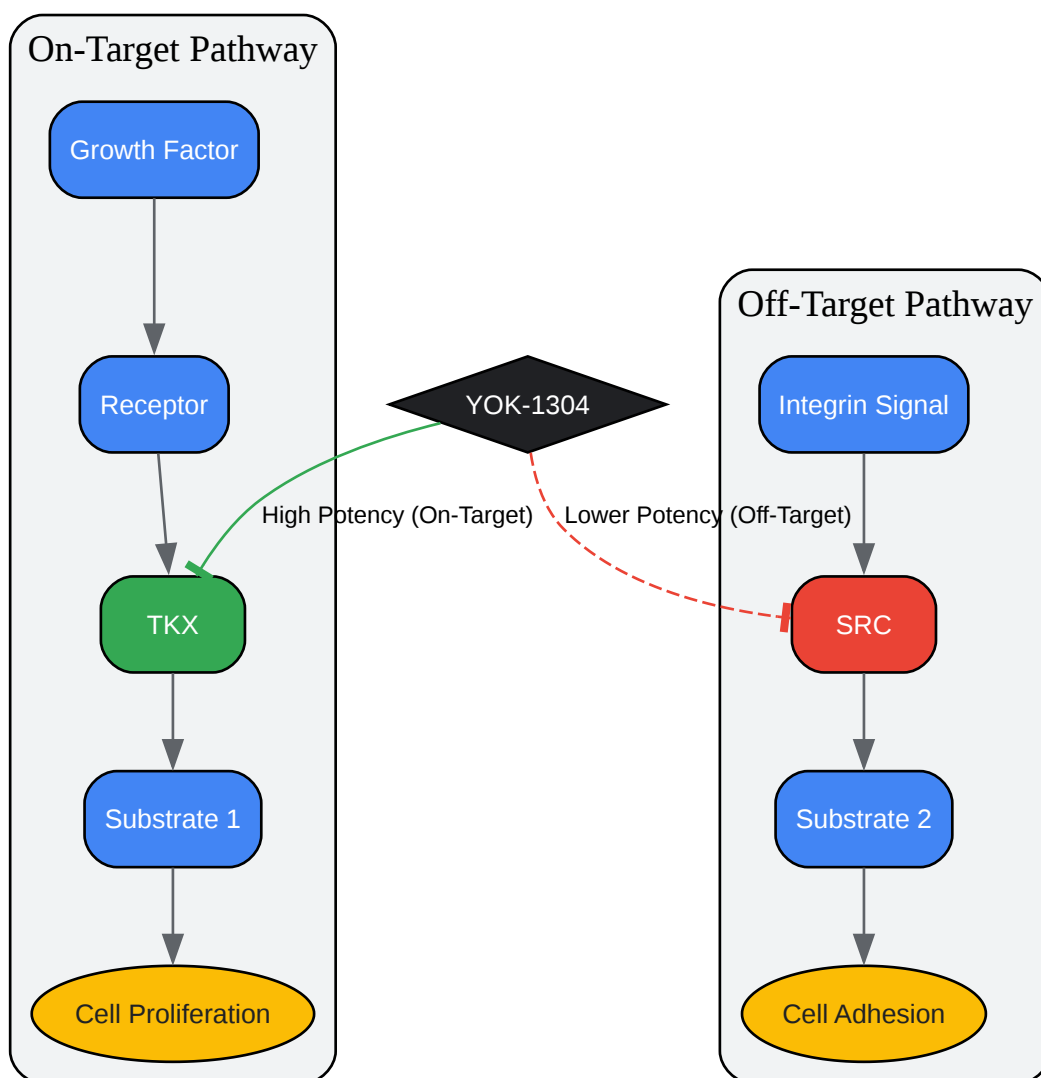 On-Target Pathway
Growth Factor
Receptor
TKX
Substrate 1
Cell Proliferation
YOK-1304
High Potency (On-Target)
Lower Potency (Off-Target)
Off-Target Pathway
Integrin Signal
SRC
Substrate 2
Cell Adhesion